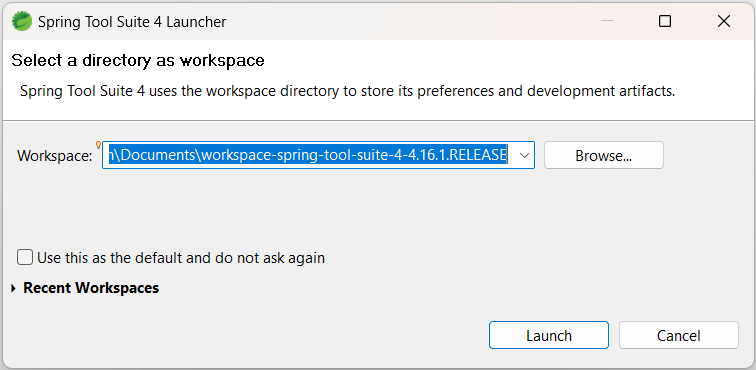 Spring Tool Suite 4 Launcher
Select a directory as workspace
Spring Tool Suite 4 uses the workspace directory to store its preferences and development artifacts.
Workspace: \Documents\workspace-spring-tool-suite-4-4.16.1.RELEASE Browse...
Use this as the default and do not ask again
Recent Workspaces
Launch Cancel